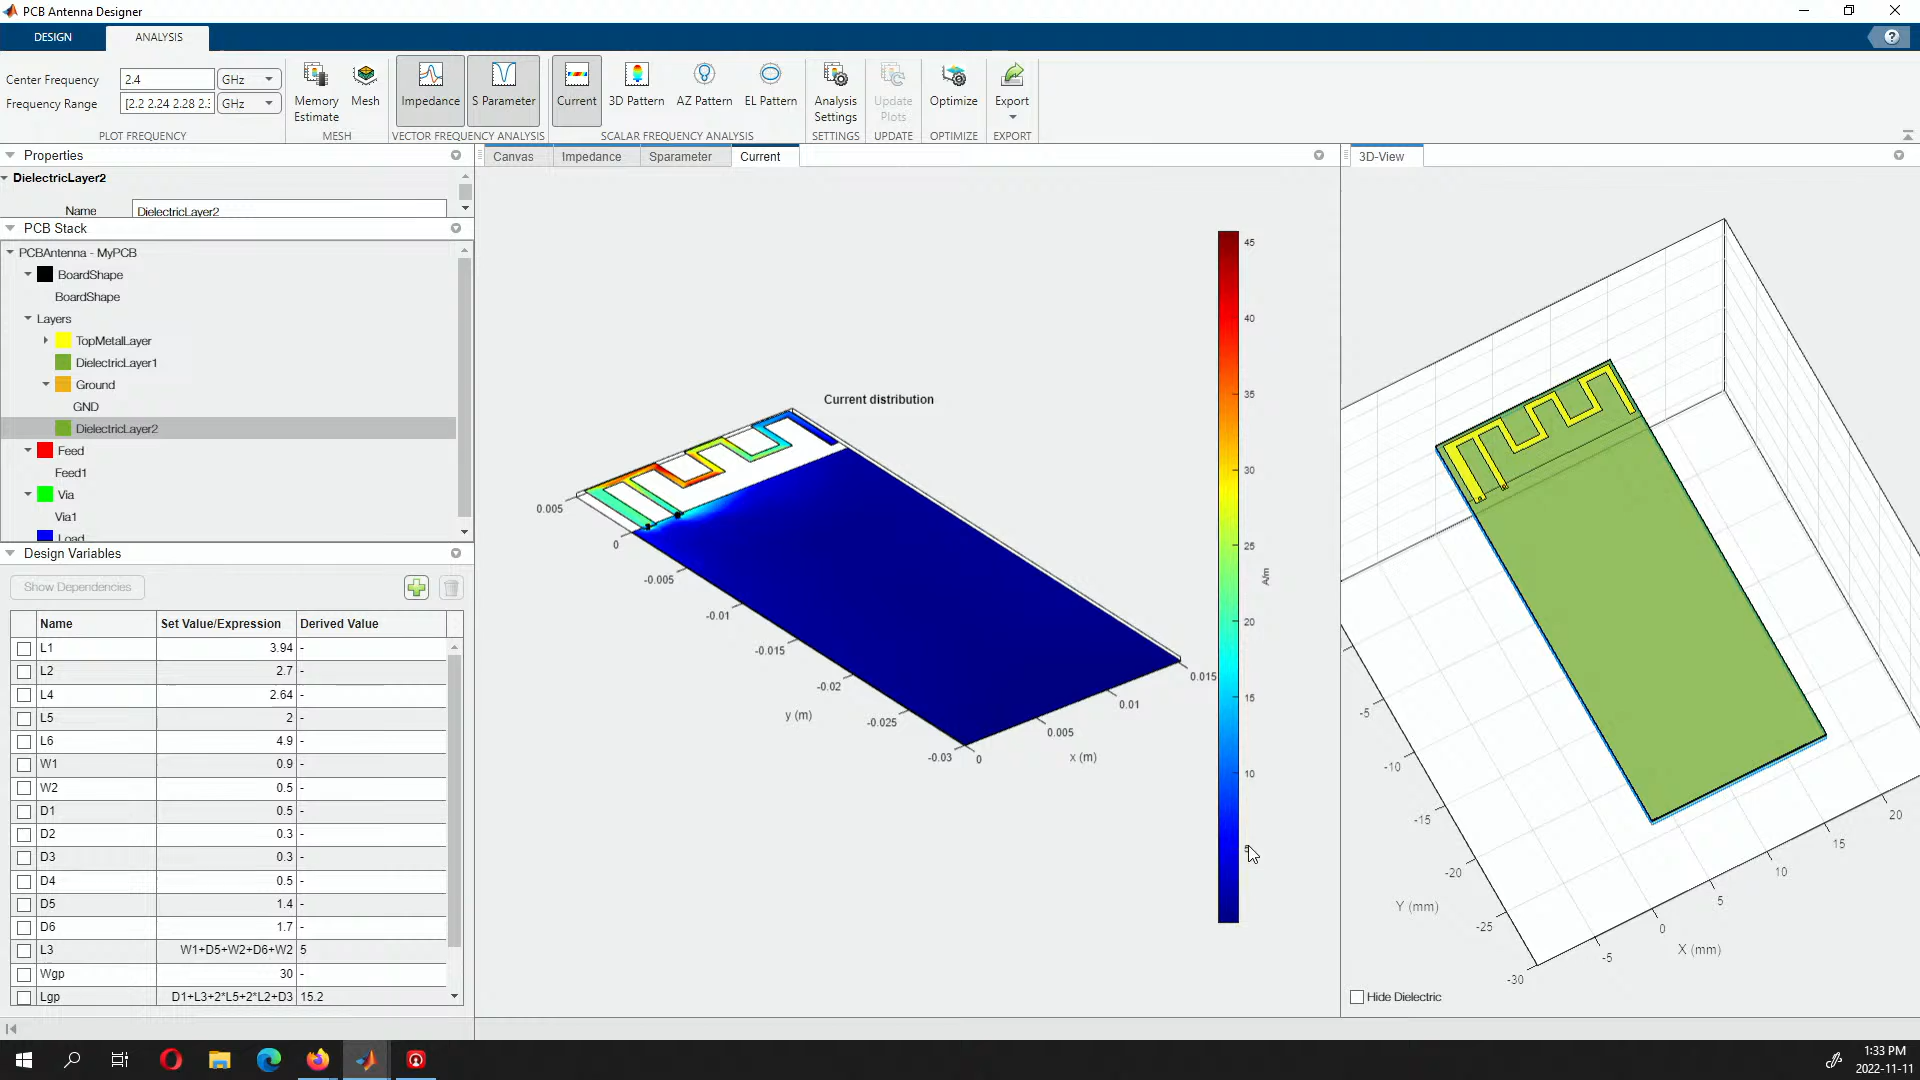 PCB Antenna Designer
DESIGN
ANALYSIS
Center Frequency
2.4
GHz
Frequency Range
[2.2 2.24 2.28 2.3
GHz
PLOT FREQUENCY
Memory
Estimate
Mesh
MESH
Impedance
S Parameter
VECTOR FREQUENCY ANALYSIS
Current
3D Pattern
AZ Pattern
EL Pattern
SCALAR FREQUENCY ANALYSIS
Analysis
Settings
SETTINGS
Update
Plots
UPDATE
Optimize
OPTIMIZE
Export
EXPORT
Properties
DielectricLayer2
Name
DielectricLayer2
PCB Stack
PCBAntenna - MyPCB
BoardShape
BoardShape
Layers
TopMetalLayer
DielectricLayer1
Ground
GND
DielectricLayer2
Feed
Feed1
Via
Via1
Load
Design Variables
Show Dependencies
Name Set Value/Expression Derived Value
L1 3.94 -
L2 2.7 -
L4 2.64 -
L5 2 -
L6 4.9 -
W1 0.9 -
W2 0.5 -
D1 0.5 -
D2 0.3 -
D3 0.3 -
D4 0.5 -
D5 1.4 -
D6 1.7 -
L3 W1+D5+W2+D6+W2 5
Wgp 30 -
Lgp D1+L3+2*L5+2*L2+D3 15.2
Canvas
Impedance
Sparameter
Current
Current distribution
0.005
0
-0.005
-0.01
-0.015
-0.02
-0.025
-0.03
y (m)
0
0.005
0.01
0.015
x (m)
45
40
35
30
25
20
15
10
A/m
3D-View
-5
-10
-15
-20
-25
-30
Y (mm)
-5
0
5
10
15
20
X (mm)
Hide Dielectric
1:33 PM
2022-11-11